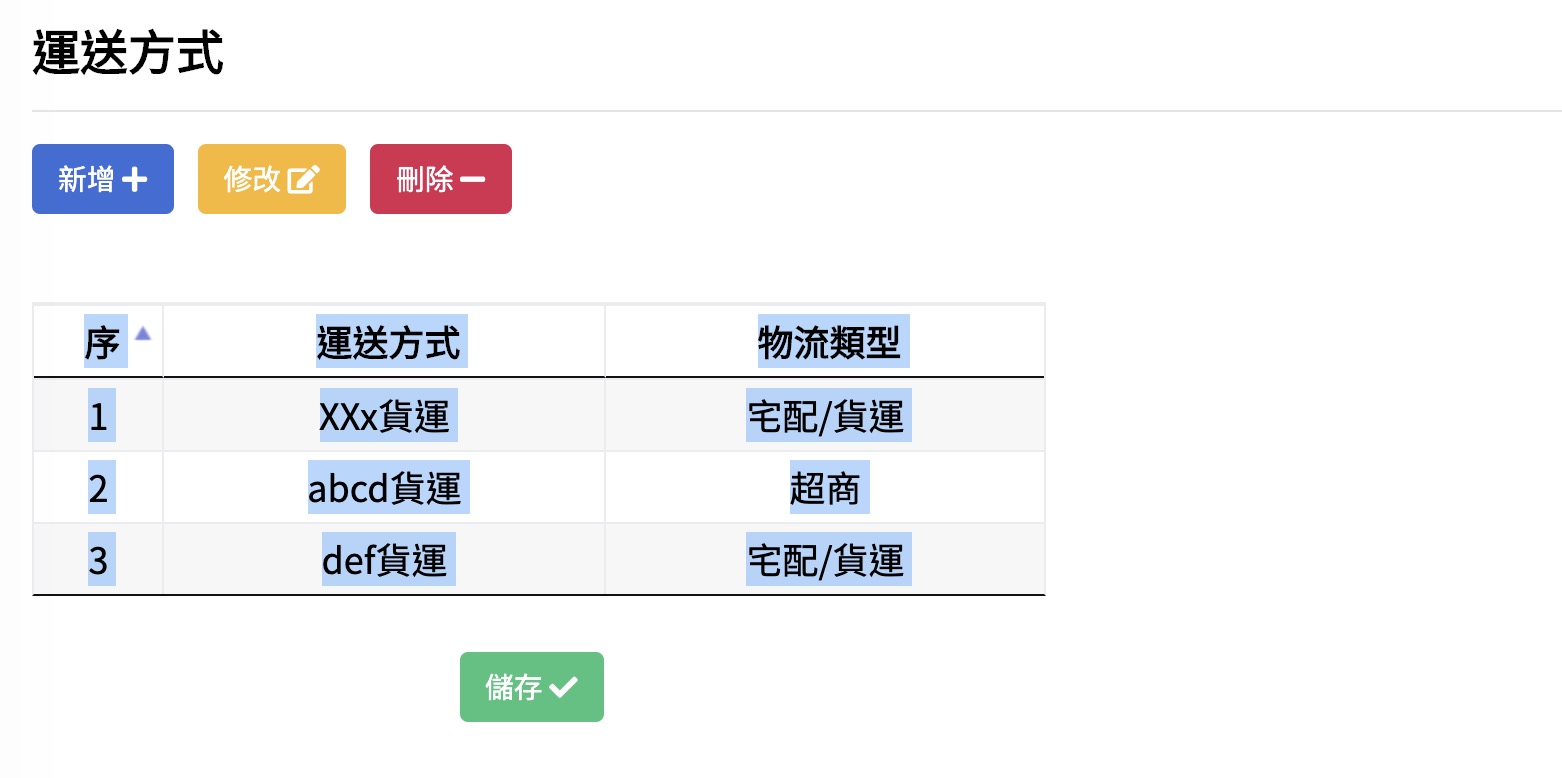 運送方式
新增 修改 刪除
序 運送方式 物流類型
1 XXx貨運 宅配/貨運
2 abcd貨運 超商
3 def貨運 宅配/貨運
儲存